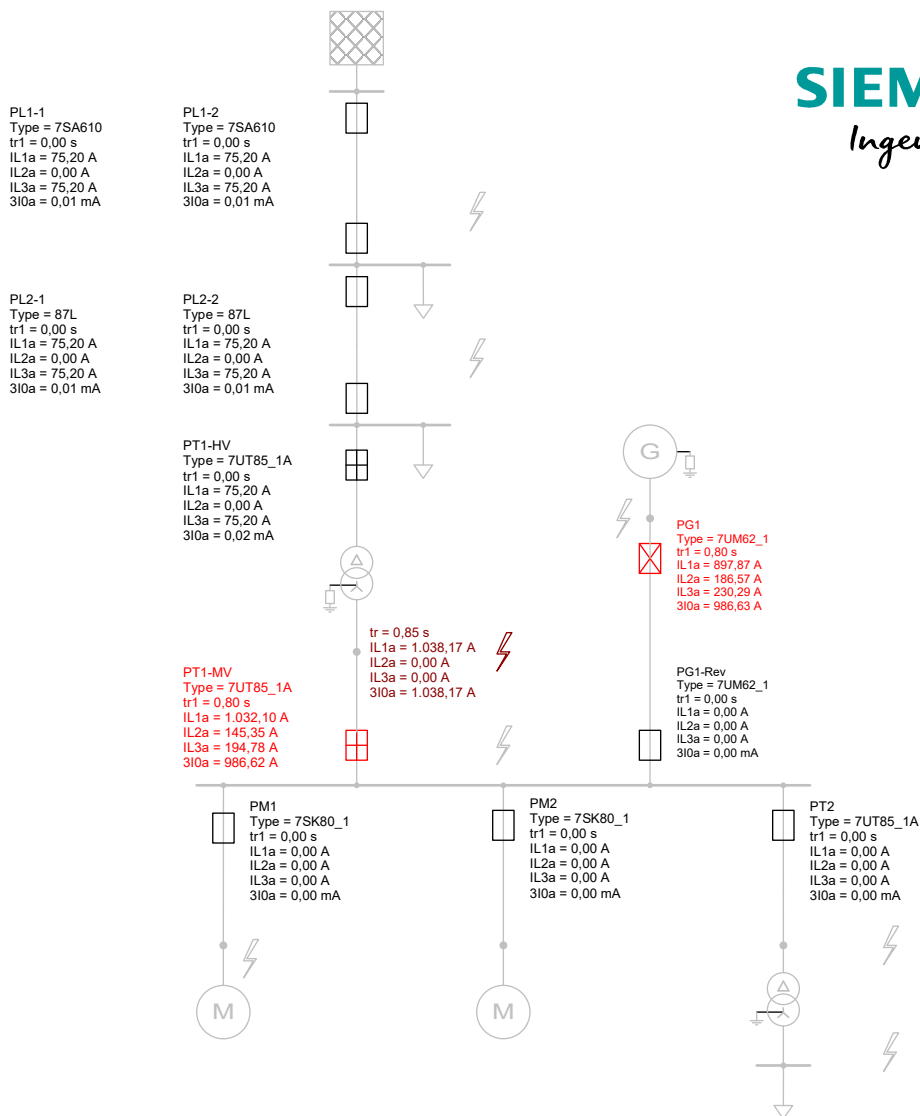 SIEM
Ingeu
PL1-1
Type = 7SA610
tr1 = 0,00 s
IL1a = 75,20 A
IL2a = 0,00 A
IL3a = 75,20 A
3I0a = 0,01 mA
PL1-2
Type = 7SA610
tr1 = 0,00 s
IL1a = 75,20 A
IL2a = 0,00 A
IL3a = 75,20 A
3I0a = 0,01 mA
PL2-1
Type = 87L
tr1 = 0,00 s
IL1a = 75,20 A
IL2a = 0,00 A
IL3a = 75,20 A
3I0a = 0,01 mA
PL2-2
Type = 87L
tr1 = 0,00 s
IL1a = 75,20 A
IL2a = 0,00 A
IL3a = 75,20 A
3I0a = 0,01 mA
PT1-HV
Type = 7UT85_1A
tr1 = 0,00 s
IL1a = 75,20 A
IL2a = 0,00 A
IL3a = 75,20 A
3I0a = 0,02 mA
G
PG1
Type = 7UM62_1
tr1 = 0,80 s
IL1a = 897,87 A
IL2a = 186,57 A
IL3a = 230,29 A
3I0a = 986,63 A
tr = 0,85 s
IL1a = 1.038,17 A
IL2a = 0,00 A
IL3a = 0,00 A
3I0a = 1.038,17 A
PT1-MV
Type = 7UT85_1A
tr1 = 0,80 s
IL1a = 1.032,10 A
IL2a = 145,35 A
IL3a = 194,78 A
3I0a = 986,62 A
PG1-Rev
Type = 7UM62_1
tr1 = 0,00 s
IL1a = 0,00 A
IL2a = 0,00 A
IL3a = 0,00 A
3I0a = 0,00 mA
PM1
Type = 7SK80_1
tr1 = 0,00 s
IL1a = 0,00 A
IL2a = 0,00 A
IL3a = 0,00 A
3I0a = 0,00 mA
PM2
Type = 7SK80_1
tr1 = 0,00 s
IL1a = 0,00 A
IL2a = 0,00 A
IL3a = 0,00 A
3I0a = 0,00 mA
PT2
Type = 7UT85_1A
tr1 = 0,00 s
IL1a = 0,00 A
IL2a = 0,00 A
IL3a = 0,00 A
3I0a = 0,00 mA
M
M